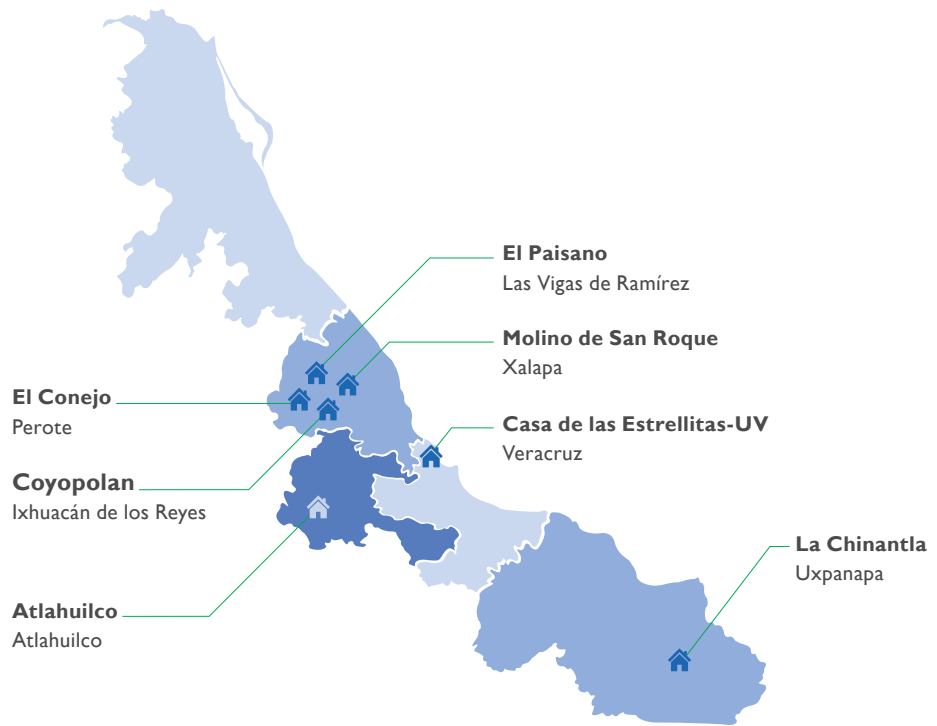 El Paisano
Las Vigas de Ramírez
Molino de San Roque
Xalapa
El Conejo
Perote
Casa de las Estrellitas-UV
Veracruz
Coyopolan
Ixhuacán de los Reyes
La Chinantla
Uxpanapa
Atlahuilco
Atlahuilco